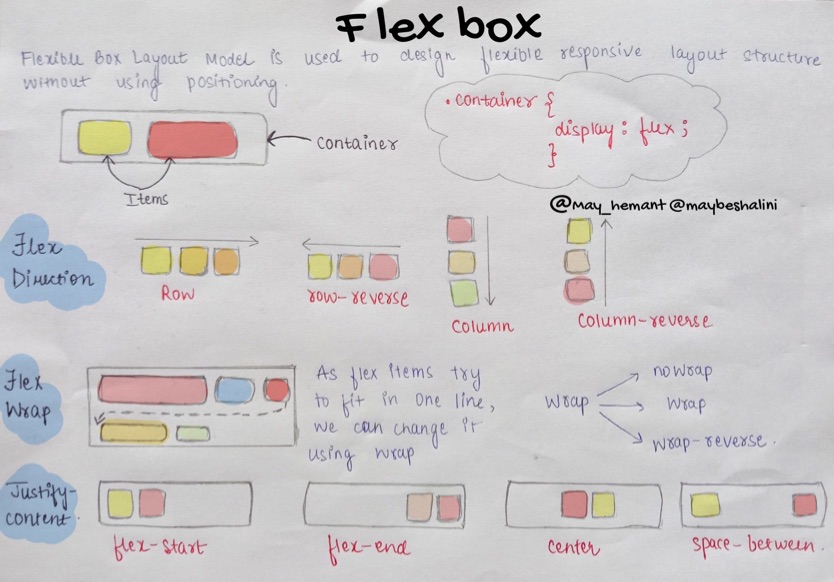 Flex box
Flexible Box Layout Model is used to design flexible responsive layout structure
without using positioning.
.container {
display: flex;
}
container
Items
@May_hemant @maybeshalini
Flex
Direction
Row
row-reverse
column
column-reverse
Flex
Wrap
As flex items try
to fit in one line,
we can change it
using wrap
wrap
nowrap
wrap
wrap-reverse.
Justify-
content.
flex-start
flex-end
center
space-between.